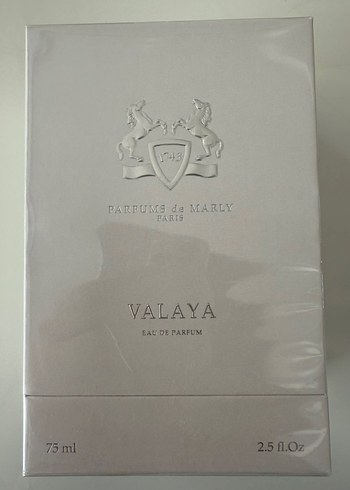 1743
PARFUMS de MARLY
PARIS
VALAYA
EAU DE PARFUM
75 ml
2.5 fl.Oz